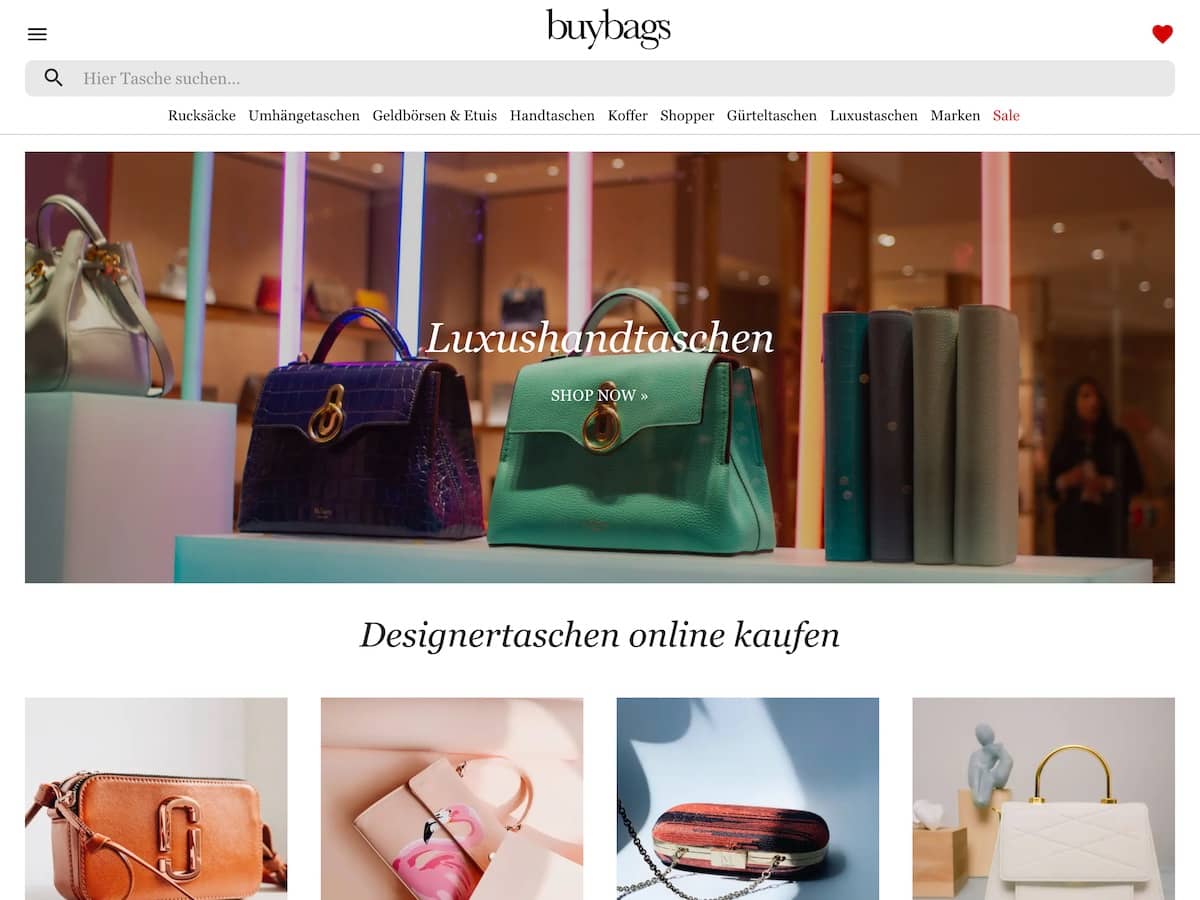 buybags
Hier Tasche suchen...
Rucksäcke Umhängetaschen Geldbörsen & Etuis Handtaschen Koffer Shopper Gürteltaschen Luxustaschen Marken Sale
Luxushandtaschen
SHOP NOW »
Designertaschen online kaufen